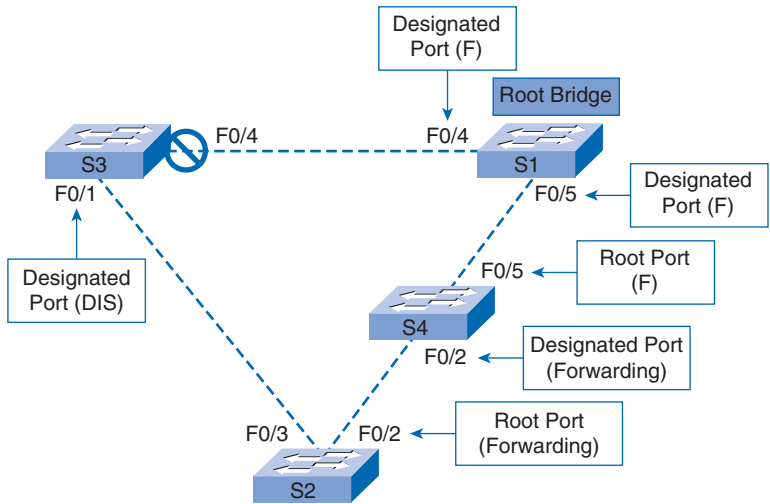 Designated
Port (F)
Root Bridge
F0/4
F0/4
S3
S1
F0/1
F0/5
Designated
Port (F)
Designated
Port (DIS)
F0/5
Root Port
(F)
S4
F0/2
Designated Port
(Forwarding)
F0/3
F0/2
Root Port
(Forwarding)
S2